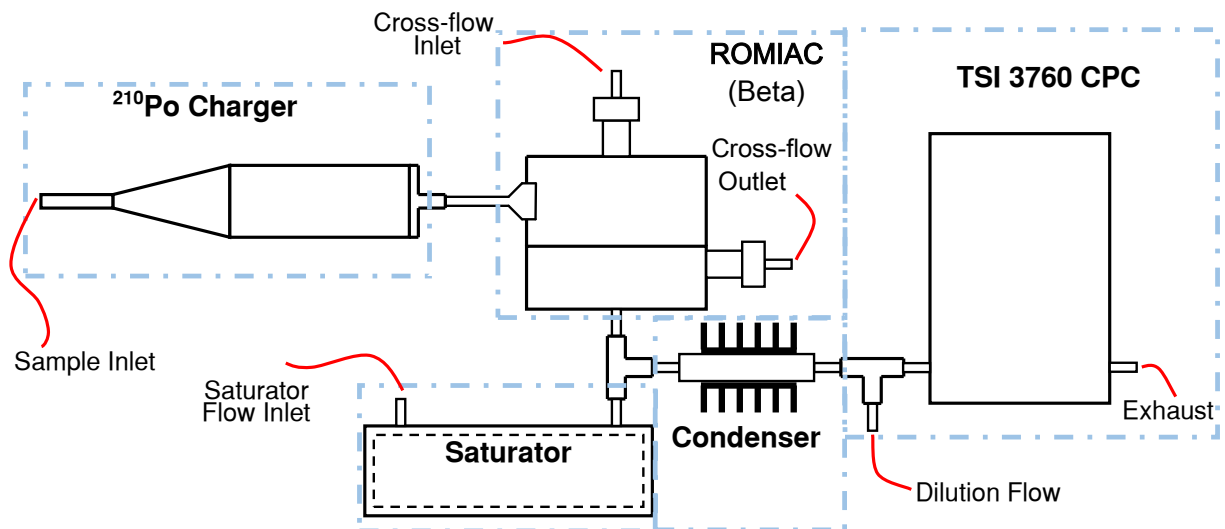 Cross-flow
Inlet
ROMIAC
(Beta)
TSI 3760 CPC
²¹⁰Po Charger
Cross-flow
Outlet
Sample Inlet
Saturator
Flow Inlet
Exhaust
Condenser
Saturator
Dilution Flow